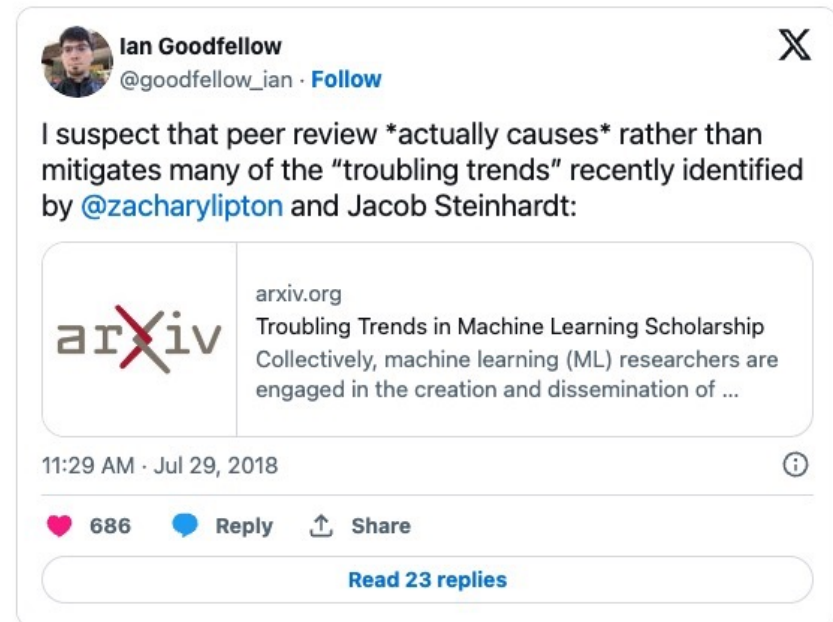 Ian Goodfellow
@goodfellow_ian · Follow
I suspect that peer review *actually causes* rather than
mitigates many of the “troubling trends” recently identified
by @zacharylipton and Jacob Steinhardt:
arXiv
arxiv.org
Troubling Trends in Machine Learning Scholarship
Collectively, machine learning (ML) researchers are
engaged in the creation and dissemination of ...
11:29 AM · Jul 29, 2018
686 Reply Share
Read 23 replies